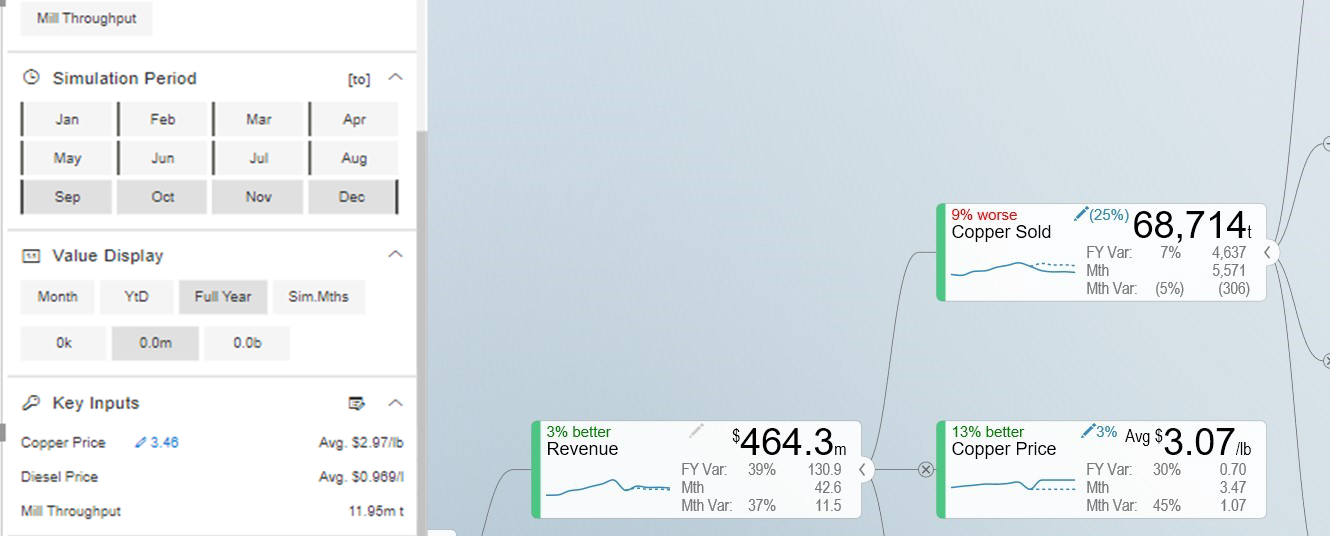 Mill Throughput
Simulation Period [to]
Jan Feb Mar Apr
May Jun Jul Aug
Sep Oct Nov Dec
Value Display
Month YtD Full Year Sim.Mths
0k 0.0m 0.0b
Key Inputs
Copper Price 3.46 Avg. $2.97/lb
Diesel Price Avg. $0.969/l
Mill Throughput 11.95m t
9% worse (25%) 68,714t
Copper Sold
FY Var: 7% 4,637
Mth 5,571
Mth Var: (5%) (306)
3% better $464.3m
Revenue
FY Var: 39% 130.9
Mth 42.6
Mth Var: 37% 11.5
13% better 3% Avg $3.07/lb
Copper Price
FY Var: 30% 0.70
Mth 3.47
Mth Var: 45% 1.07